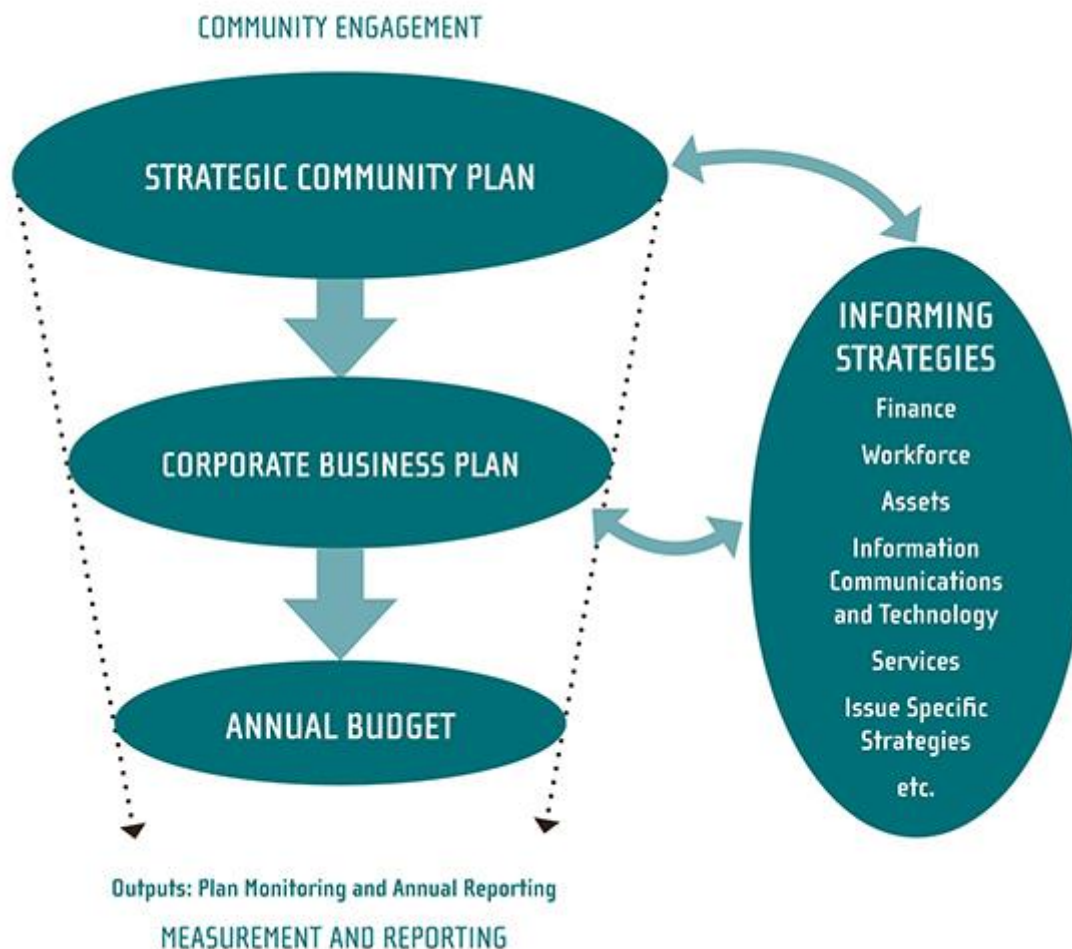 COMMUNITY ENGAGEMENT
STRATEGIC COMMUNITY PLAN
CORPORATE BUSINESS PLAN
ANNUAL BUDGET
INFORMING
STRATEGIES
Finance
Workforce
Assets
Information
Communications
and Technology
Services
Issue Specific
Strategies
etc.
Outputs: Plan Monitoring and Annual Reporting
MEASUREMENT AND REPORTING